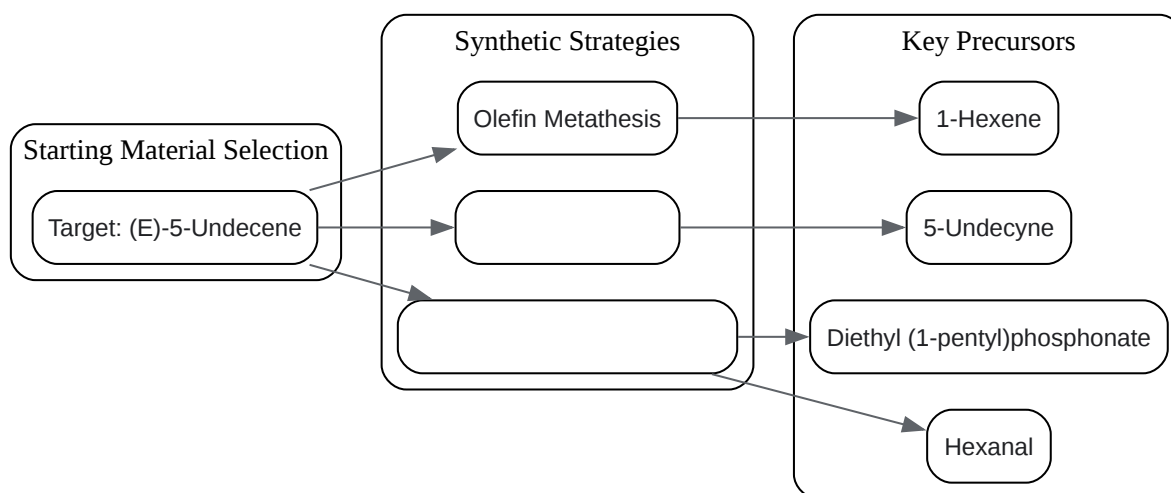 Synthetic Strategies
Key Precursors
Olefin Metathesis
1-Hexene
Starting Material Selection
Target: (E)-5-Undecene
5-Undecyne
Diethyl (1-pentyl)phosphonate
Hexanal